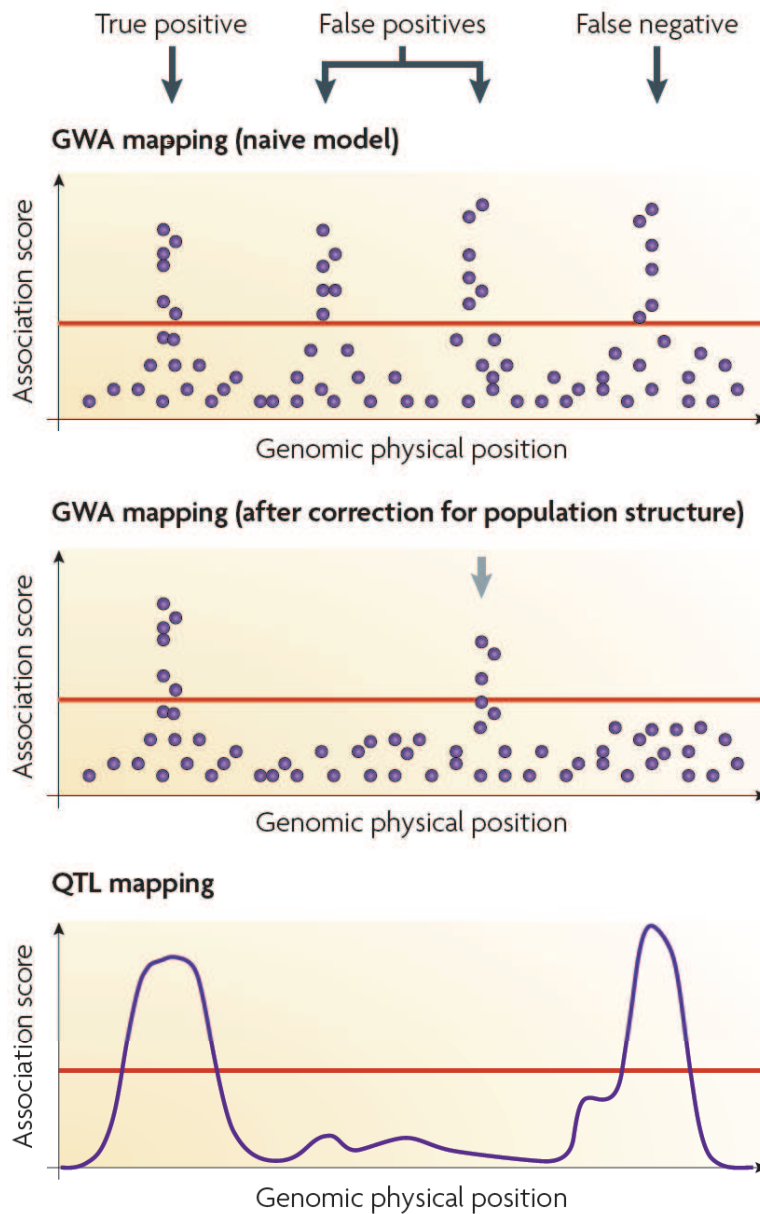 True positive False positives False negative
GWA mapping (naive model)
Association score
Genomic physical position
GWA mapping (after correction for population structure)
Association score
Genomic physical position
QTL mapping
Association score
Genomic physical position